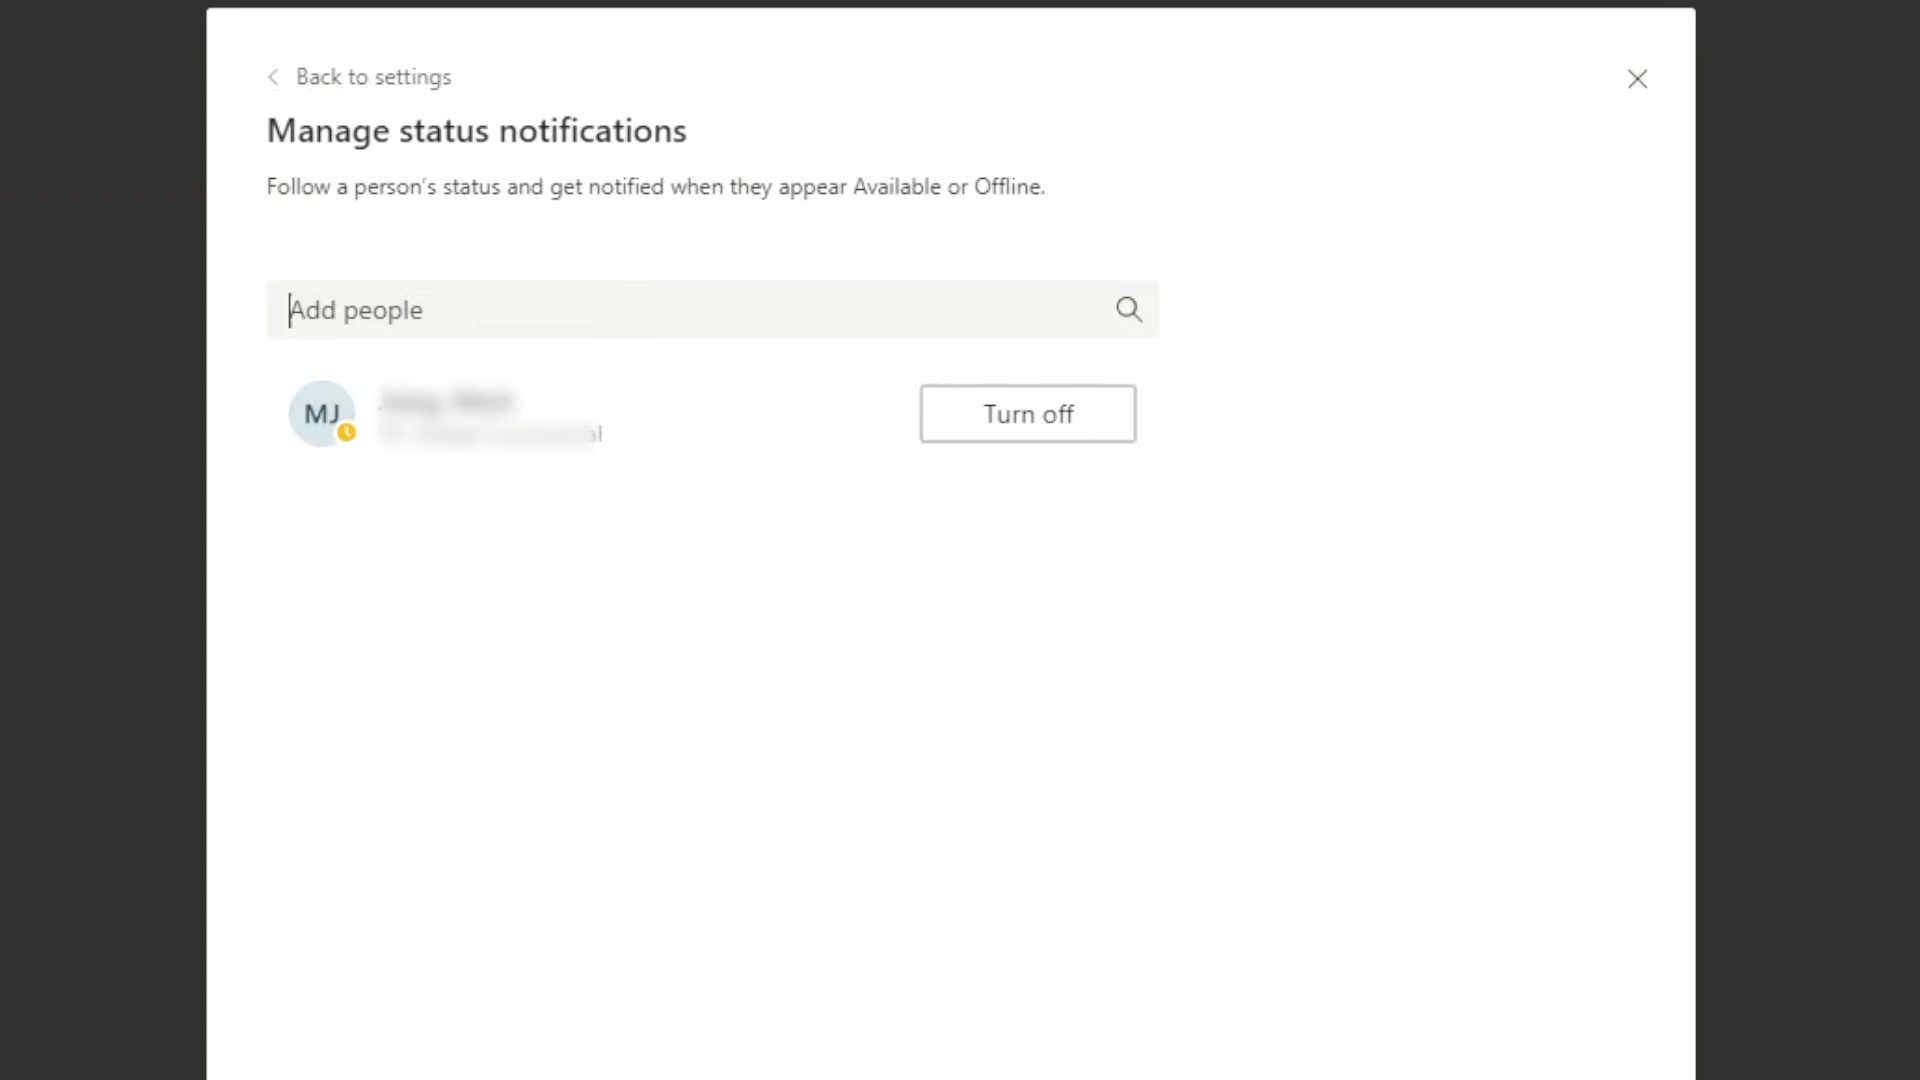 Back to settings
Manage status notifications
Follow a person's status and get notified when they appear Available or Offline.
Add people
MJ
Turn off